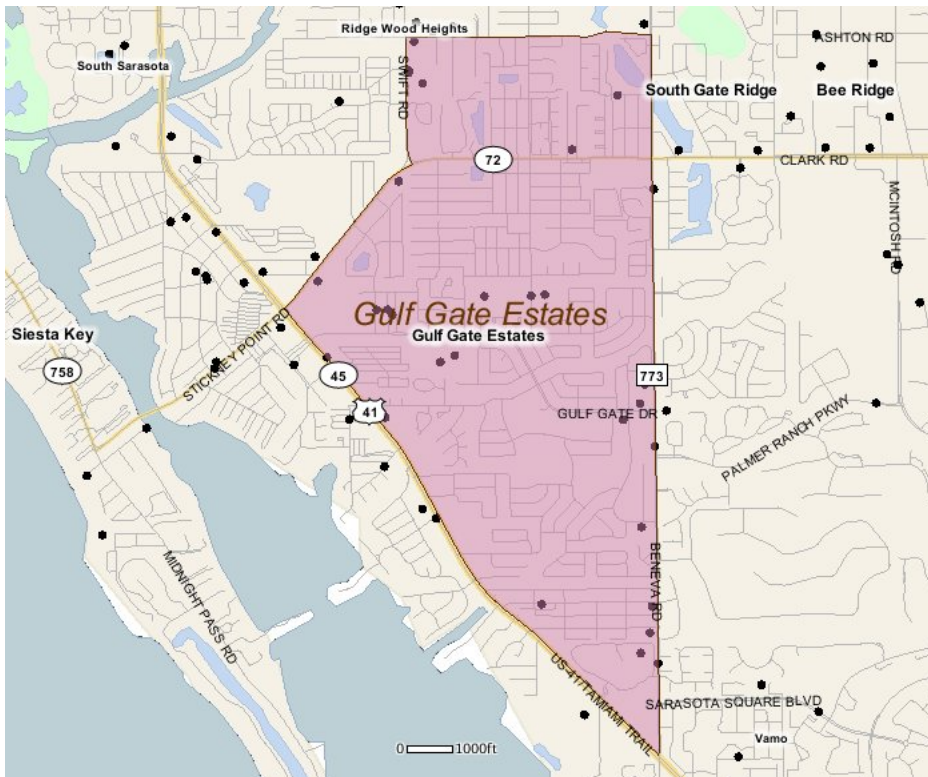 Ridge Wood Heights
ASHTON RD
South Sarasota
SWIFT RD
South Gate Ridge
Bee Ridge
72
CLARK RD
MCINTOSH RD
Gulf Gate Estates
Siesta Key
Gulf Gate Estates
STICKNEY POINT RD
758
45
773
41
GULF GATE DR
PALMER RANCH PKWY
BENEVA RD
MIDNIGHT PASS RD
US-41/TAMIAMI TRAIL
SARASOTA SQUARE BLVD
Vamo
0 1000ft